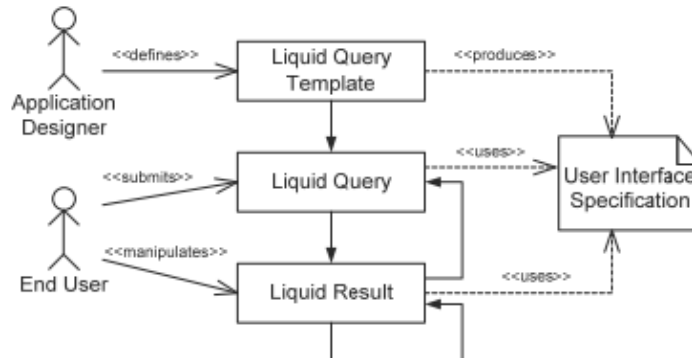 <<defines>>
Liquid Query
Template
<<produces>>
Application
Designer
<<submits>>
Liquid Query
<<uses>>
User Interface
Specification
<<manipulates>>
End User
Liquid Result
<<uses>>